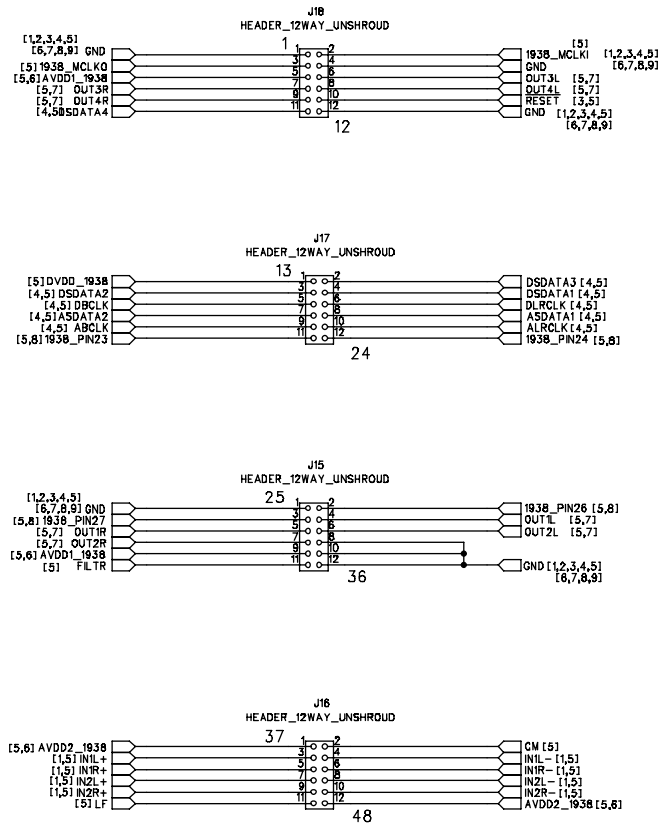 J18
HEADER_12WAY_UNSHROUD
[1,2,3,4,5]
[6,7,8,9] GND 1 1 2 [5] 1938_MCLKI [1,2,3,4,5]
[5]1938_MCLKO 3 4 GND [6,7,8,9]
[5,6]AVDD1_1938 5 6 OUT3L [5,7]
[5,7] OUT3R 7 8 OUT4L [5,7]
[5,7] OUT4R 9 10 RESET [3,5]
[4,5]DSDATA4 11 12 GND [1,2,3,4,5]
[6,7,8,9]
12
J17
HEADER_12WAY_UNSHROUD
13
[5]DVDD_1938 1 2 DSDATA3 [4,5]
[4,5]DSDATA2 3 4 DSDATA1 [4,5]
[4,5]DBCLK 5 6 DLRCLK [4,5]
[4,5]ASDATA2 7 8 ASDATA1 [4,5]
[4,5] ABCLK 9 10 ALRCLK[4,5]
[5,8]1938_PIN23 11 12 1938_PIN24 [5,8]
24
J15
HEADER_12WAY_UNSHROUD
[1,2,3,4,5] 25
[6,7,8,9] GND 1 2 1938_PIN26 [5,8]
[5,8]1938_PIN27 3 4 OUT1L [5,7]
[5,7] OUT1R 5 6 OUT2L [5,7]
[5,7] OUT2R 7 8
[5,6]AVDD1_1938 9 10
[5] FILTR 11 12 GND[1,2,3,4,5]
[6,7,8,9]
36
J16
HEADER_12WAY_UNSHROUD
37
[5,6]AVDD2_1938 1 2 CM[5]
[1,5]IN1L+ 3 4 IN1L-[1,5]
[1,5]IN1R+ 5 6 IN1R-[1,5]
[1,5]IN2L+ 7 8 IN2L-[1,5]
[1,5]IN2R+ 9 10 IN2R-[1,5]
[5]LF 11 12 AVDD2_1938[5,6]
48